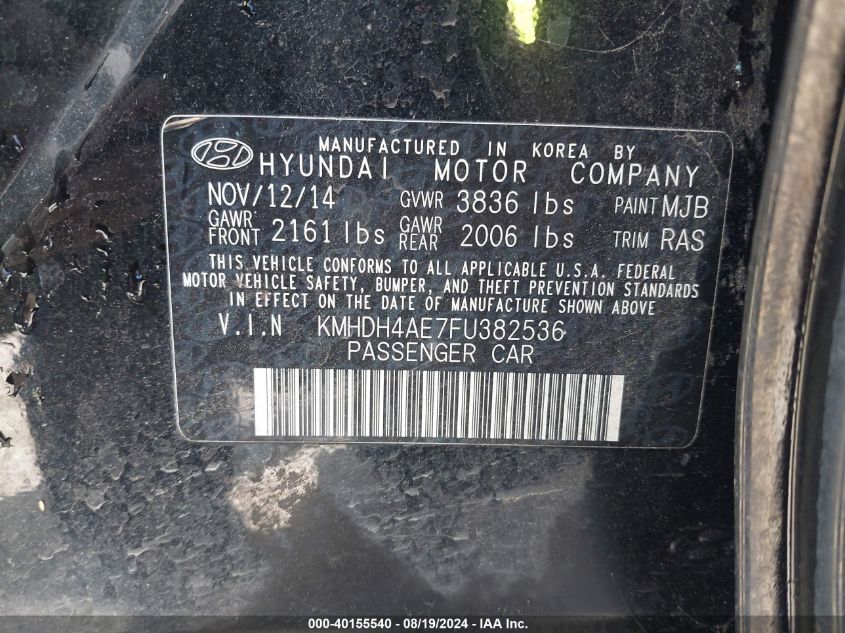 MANUFACTURED IN KOREA BY
HYUNDAI MOTOR COMPANY
NOV/12/14 GVWR 3836 lbs PAINT MJB
GAWR FRONT 2161 lbs GAWR REAR 2006 lbs TRIM RAS
THIS VEHICLE CONFORMS TO ALL APPLICABLE U.S.A. FEDERAL
MOTOR VEHICLE SAFETY, BUMPER, AND THEFT PREVENTION STANDARDS
IN EFFECT ON THE DATE OF MANUFACTURE SHOWN ABOVE
V.I.N KMHDH4AE7FU382536
PASSENGER CAR
000-40155540 - 08/19/2024 - IAA Inc.